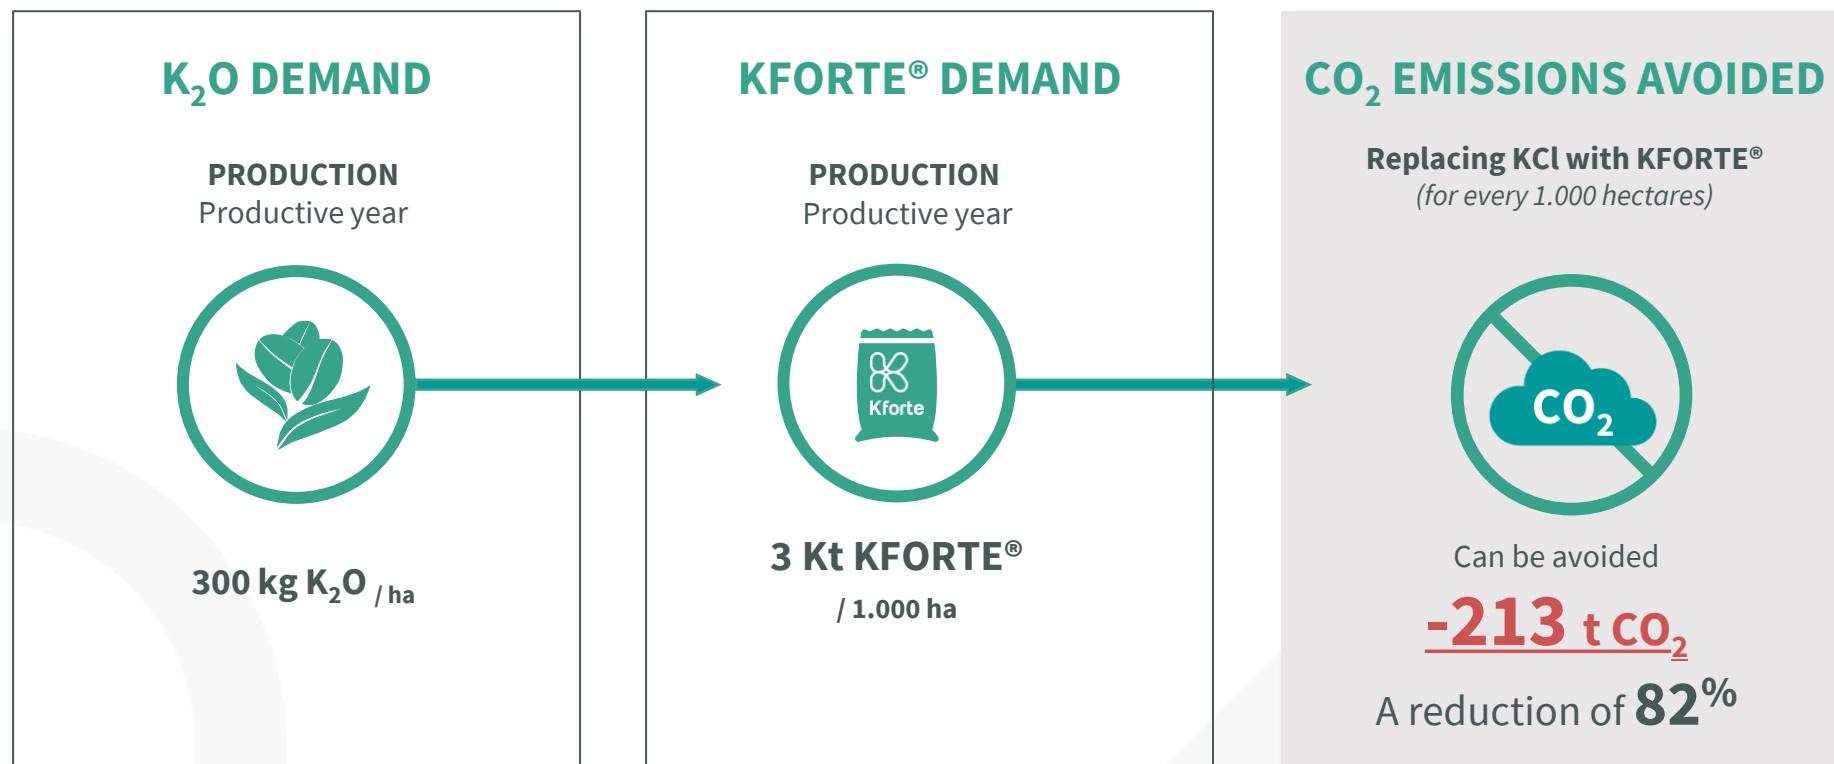 K₂O DEMAND
PRODUCTION
Productive year
300 kg K₂O / ha
KFORTE® DEMAND
PRODUCTION
Productive year
Kforte
3 Kt KFORTE®
/ 1.000 ha
CO₂ EMISSIONS AVOIDED
Replacing KCl with KFORTE®
(for every 1.000 hectares)
CO₂
Can be avoided
-213 t CO₂
A reduction of 82%